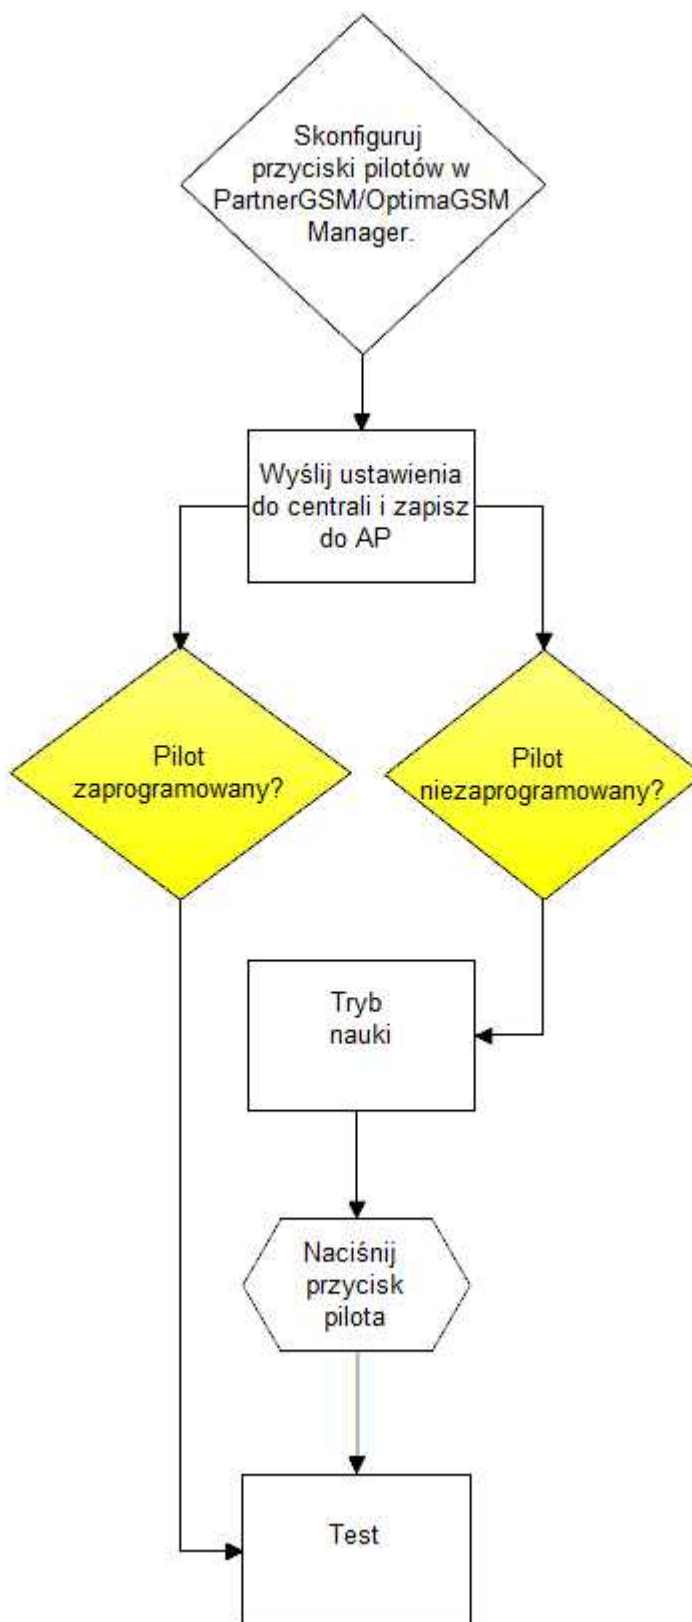 Skonfiguruj
przyciski pilotów w
PartnerGSM/OptimaGSM
Manager.
Wyślij ustawienia
do centrali i zapisz
do AP
Pilot
zaprogramowany?
Pilot
niezaprogramowany?
Tryb
nauki
Naciśnij
przycisk
pilota
Test